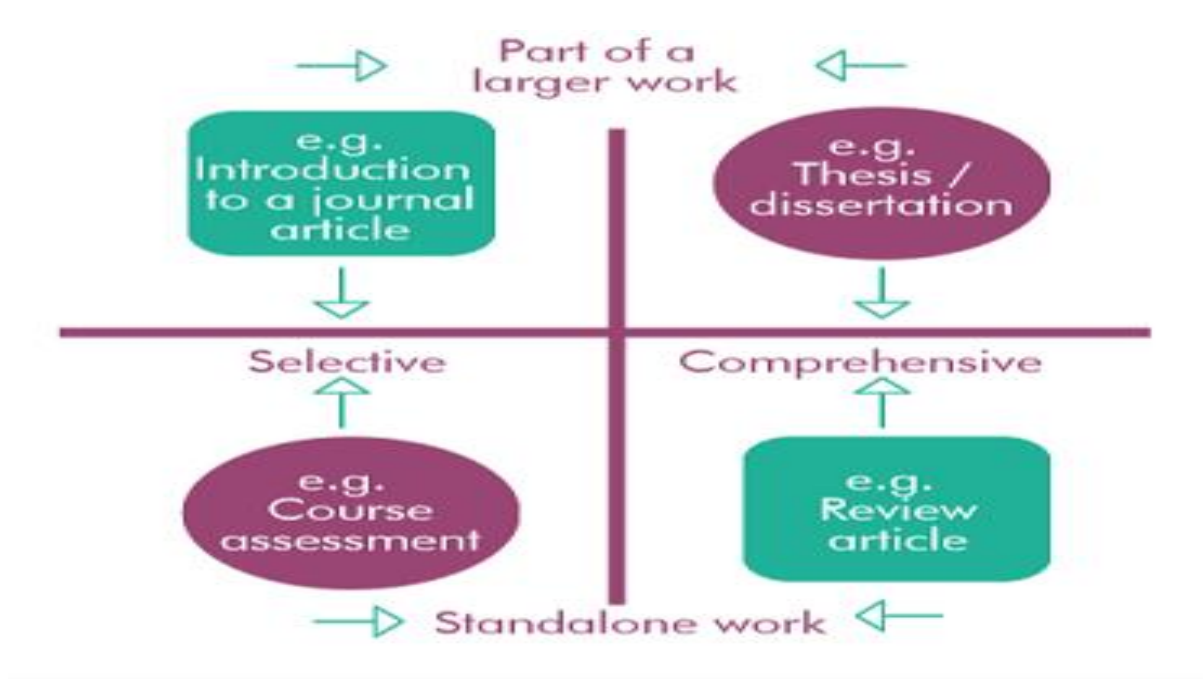 Part of a
larger work
e.g.
Introduction
to a journal
article
e.g.
Thesis /
dissertation
Selective
Comprehensive
e.g.
Course
assessment
e.g.
Review
article
Standalone work